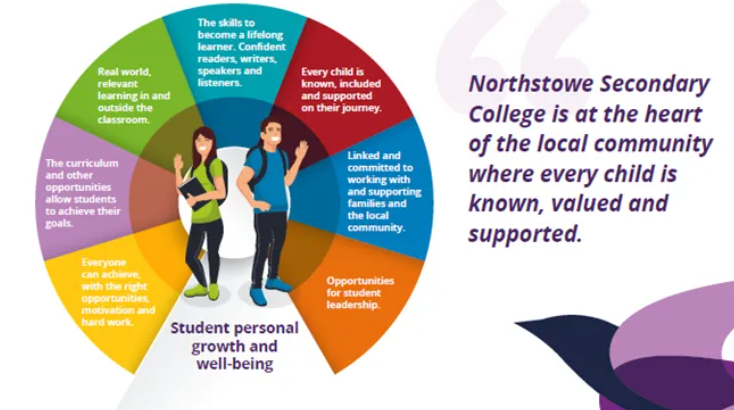 The skills to
become a lifelong
learner. Confident
readers, writers,
speakers and
listeners.
Real world,
relevant
learning in and
outside the
classroom.
Every child is
known, included
and supported
on their journey.
The curriculum
and other
opportunities
allow students
to achieve their
goals.
Linked and
committed to
working with
and supporting
families and
the local
community.
Everyone
can achieve,
with the right
opportunities,
motivation and
hard work.
Opportunities
for student
leadership.
Student personal
growth and
well-being
Northstowe Secondary
College is at the heart
of the local community
where every child is
known, valued and
supported.